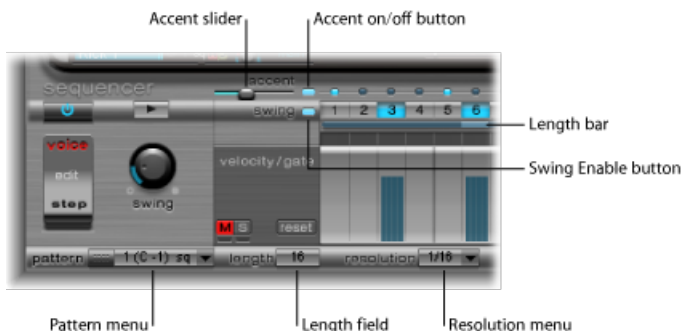 Accent slider
Accent on/off button
sequencer
accent
swing
1 2 3 4 5 6
Length bar
Swing Enable button
voice
edit
step
swing
velocity/gate
M S reset
pattern 1 (C -1) sq length 16 resolution 1/16
Pattern menu
Length field
Resolution menu